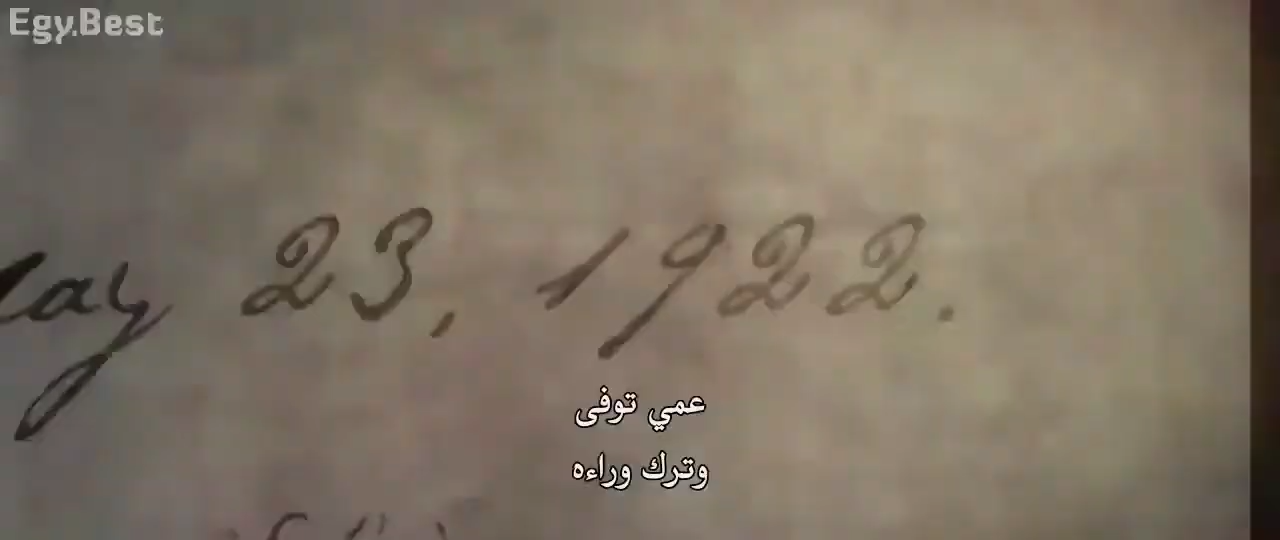 Egy.Best
ay 23, 1922.
عمي توفى
وترك وراءه